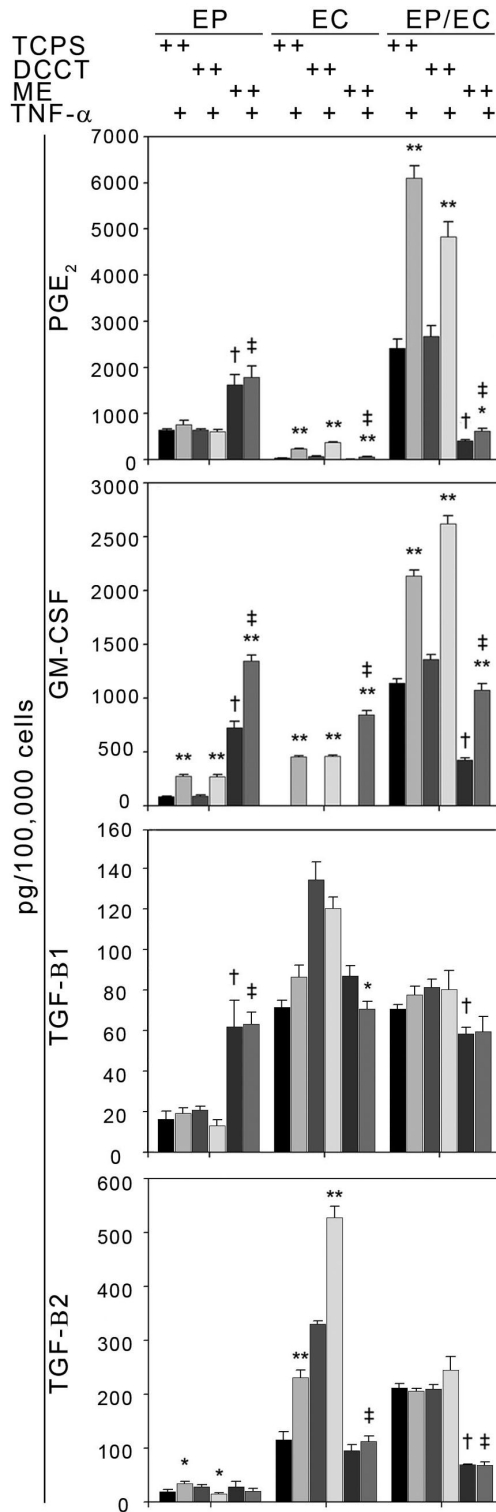 EP EC EP/EC
TCPS ++ ++ ++
DCCT ++ ++ ++
ME ++ ++ ++
TNF-α + + + + + + + + +
pg/100,000 cells
PGE2
7000
6000
5000
4000
3000
2000
1000
0
† ‡ ** ** ‡ ** ** ** † ‡ *
GM-CSF
3000
2500
2000
1500
1000
500
0
** ** † ‡ ** ** ** ‡ ** ** ** † ‡ **
TGF-B1
160
140
120
100
80
60
40
20
0
† ‡ * †
TGF-B2
600
500
400
300
200
100
0
* * ** ** ‡ † ‡